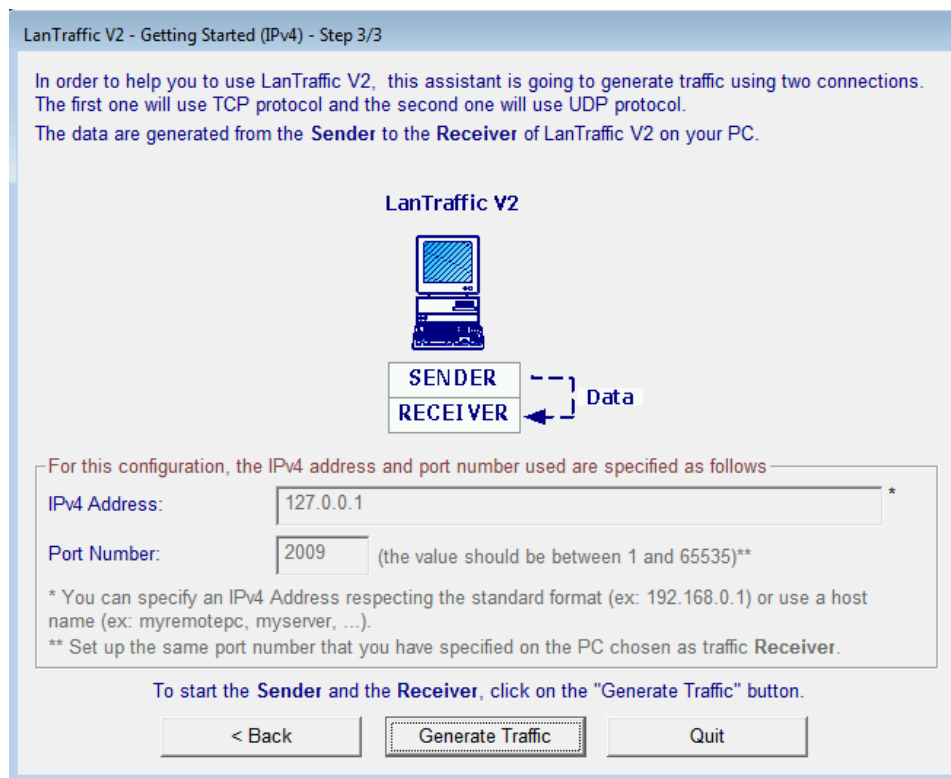 LanTraffic V2 - Getting Started (IPv4) - Step 3/3
In order to help you to use LanTraffic V2, this assistant is going to generate traffic using two connections.
The first one will use TCP protocol and the second one will use UDP protocol.
The data are generated from the Sender to the Receiver of LanTraffic V2 on your PC.
LanTraffic V2
SENDER
RECEIVER
Data
For this configuration, the IPv4 address and port number used are specified as follows
IPv4 Address: 127.0.0.1 *
Port Number: 2009 (the value should be between 1 and 65535)**
* You can specify an IPv4 Address respecting the standard format (ex: 192.168.0.1) or use a host
name (ex: myremotepc, myserver, ...).
** Set up the same port number that you have specified on the PC chosen as traffic Receiver.
To start the Sender and the Receiver, click on the "Generate Traffic" button.
< Back Generate Traffic Quit